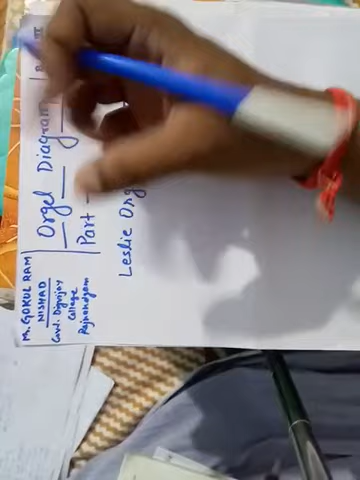 M. GOKUL RAM
NISHAD
Govt. Digvijay
College
Rajnandgaon
Orgel Diagram
Part
Leslie Org